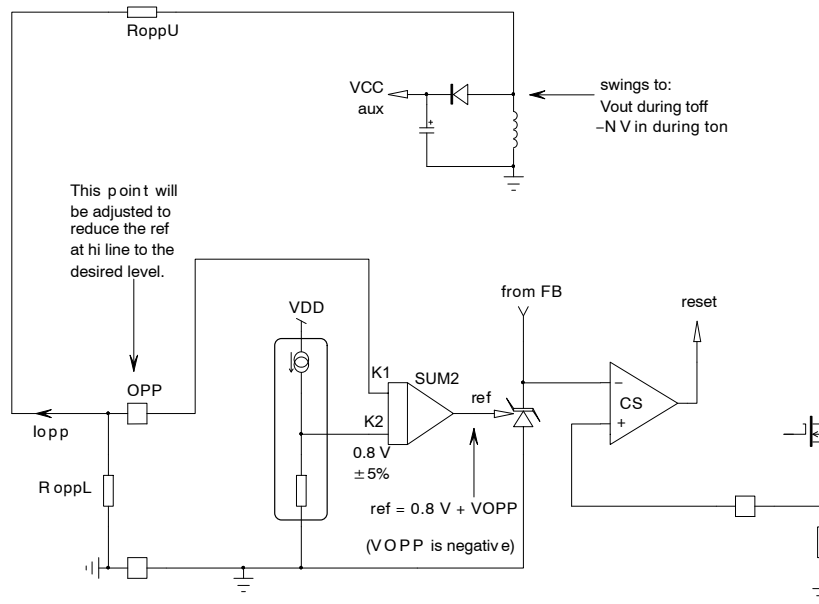 RoppU
VCC
aux
swings to:
Vout during toff
–N V in during ton
This point will
be adjusted to
reduce the ref
at hi line to the
desired level.
from FB
reset
VDD
OPP
K1
SUM2
ref
CS
–
+
K2
Iopp
0.8 V
±5%
RoppL
ref = 0.8 V + VOPP
(VOPP is negative)
+